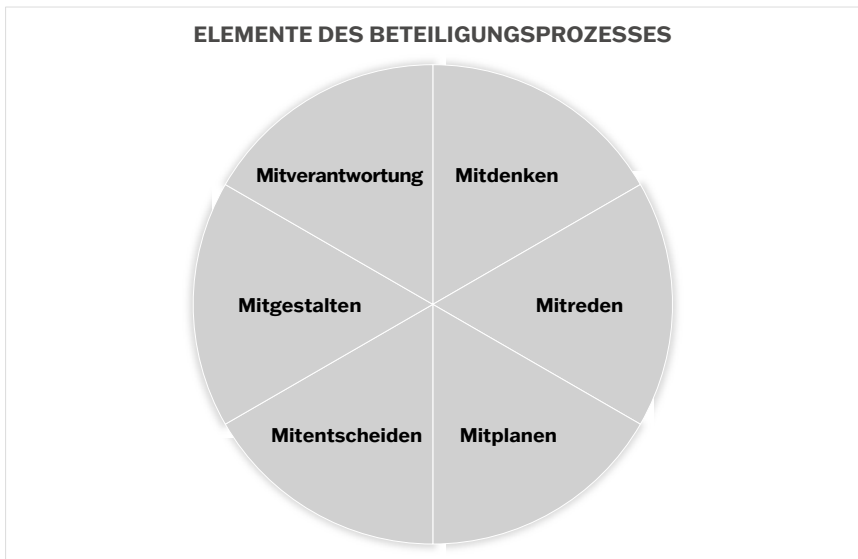 ELEMENTE DES BETEILIGUNGSPROZESSES
Mitverantwortung Mitdenken
Mitgestalten Mitreden
Mitentscheiden Mitplanen